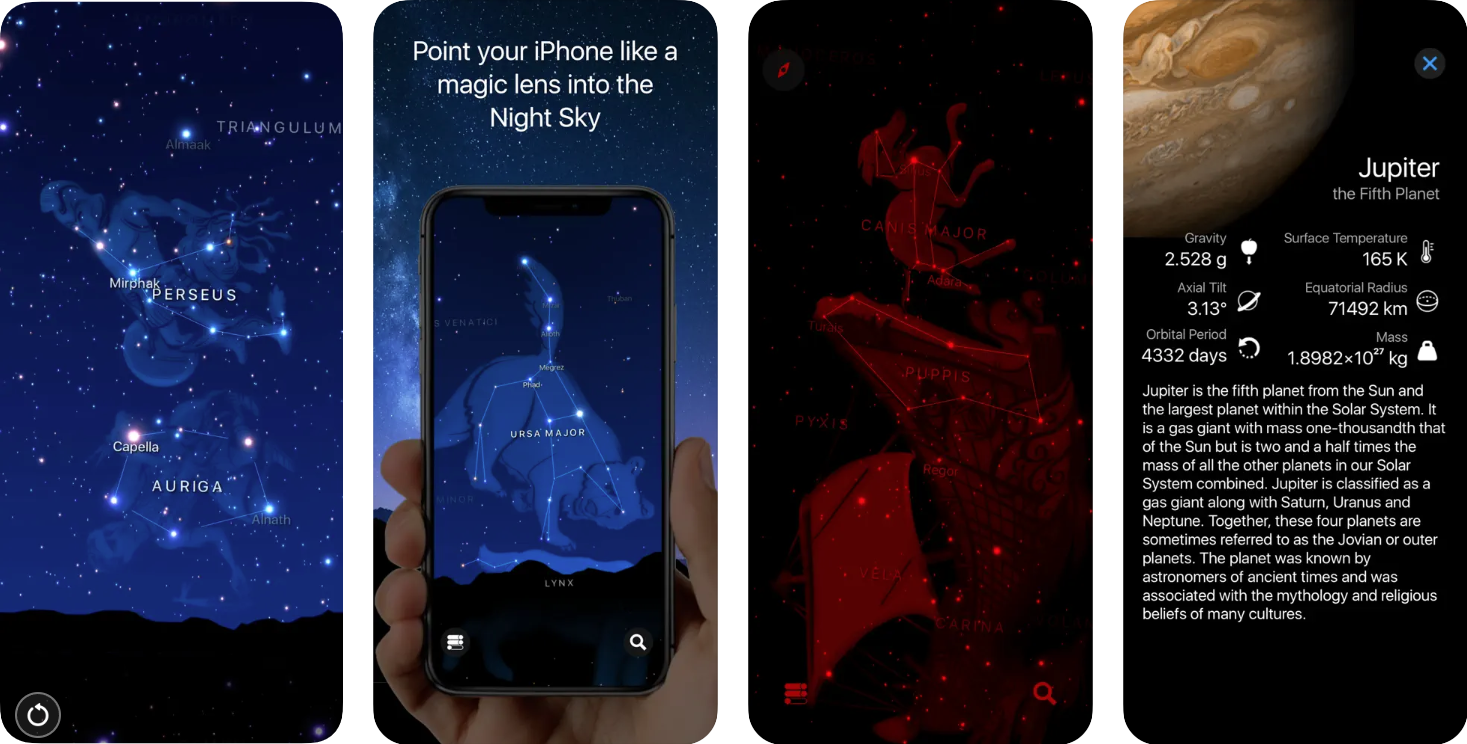 TRIANGULUM
Almaak
Mirphak
PERSEUS
Capella
AURIGA
Alnath
Point your iPhone like a
magic lens into the
Night Sky
Thuban
S VENATICI
Alioth
Megrez
Phad
URSA MAJOR
MINOR
LYNX
Sirius
CANIS MAJOR
Adara
Turais
PUPPIS
PYXIS
Regor
VELA
CARINA
Jupiter
the Fifth Planet
Gravity
2.528 g
Surface Temperature
165 K
Axial Tilt
3.13°
Equatorial Radius
71492 km
Orbital Period
4332 days
Mass
1.8982×10²⁷ kg
Jupiter is the fifth planet from the Sun and
the largest planet within the Solar System. It
is a gas giant with mass one-thousandth that
of the Sun but is two and a half times the
mass of all the other planets in our Solar
System combined. Jupiter is classified as a
gas giant along with Saturn, Uranus and
Neptune. Together, these four planets are
sometimes referred to as the Jovian or outer
planets. The planet was known by
astronomers of ancient times and was
associated with the mythology and religious
beliefs of many cultures.